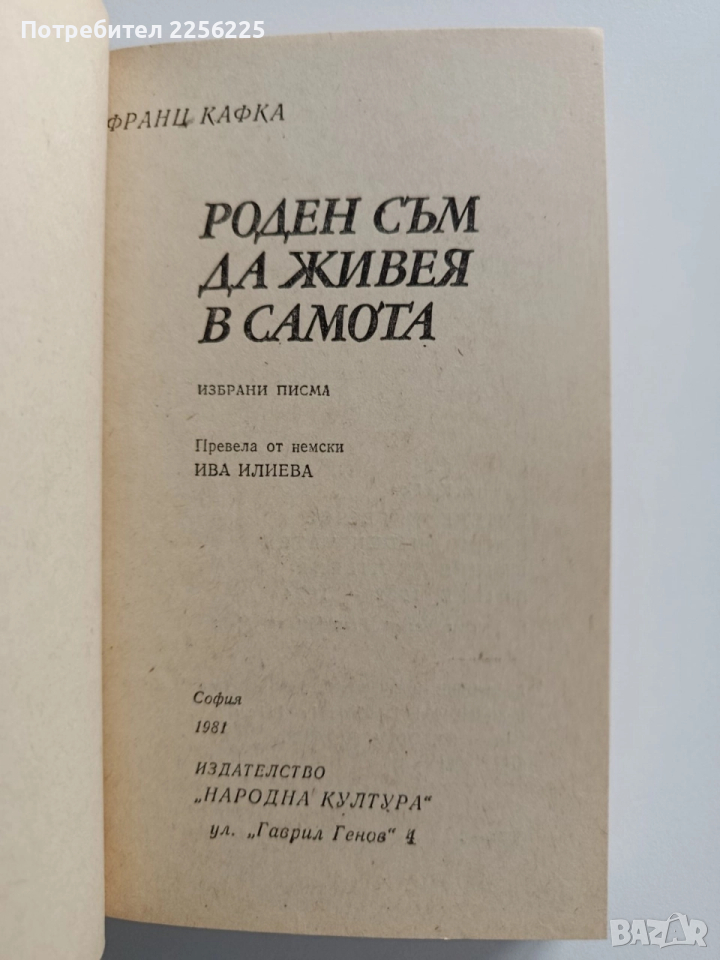 Потребител 2256225
ФРАНЦ КАФКА
РОДЕН СЪМ
ДА ЖИВЕЯ
В САМОТА
ИЗБРАНИ ПИСМА
Превела от немски
ИВА ИЛИЕВА
София
1981
ИЗДАТЕЛСТВО
„НАРОДНА КУЛТУРА“
ул. „Гаврил Генов“ 4
BAZAR